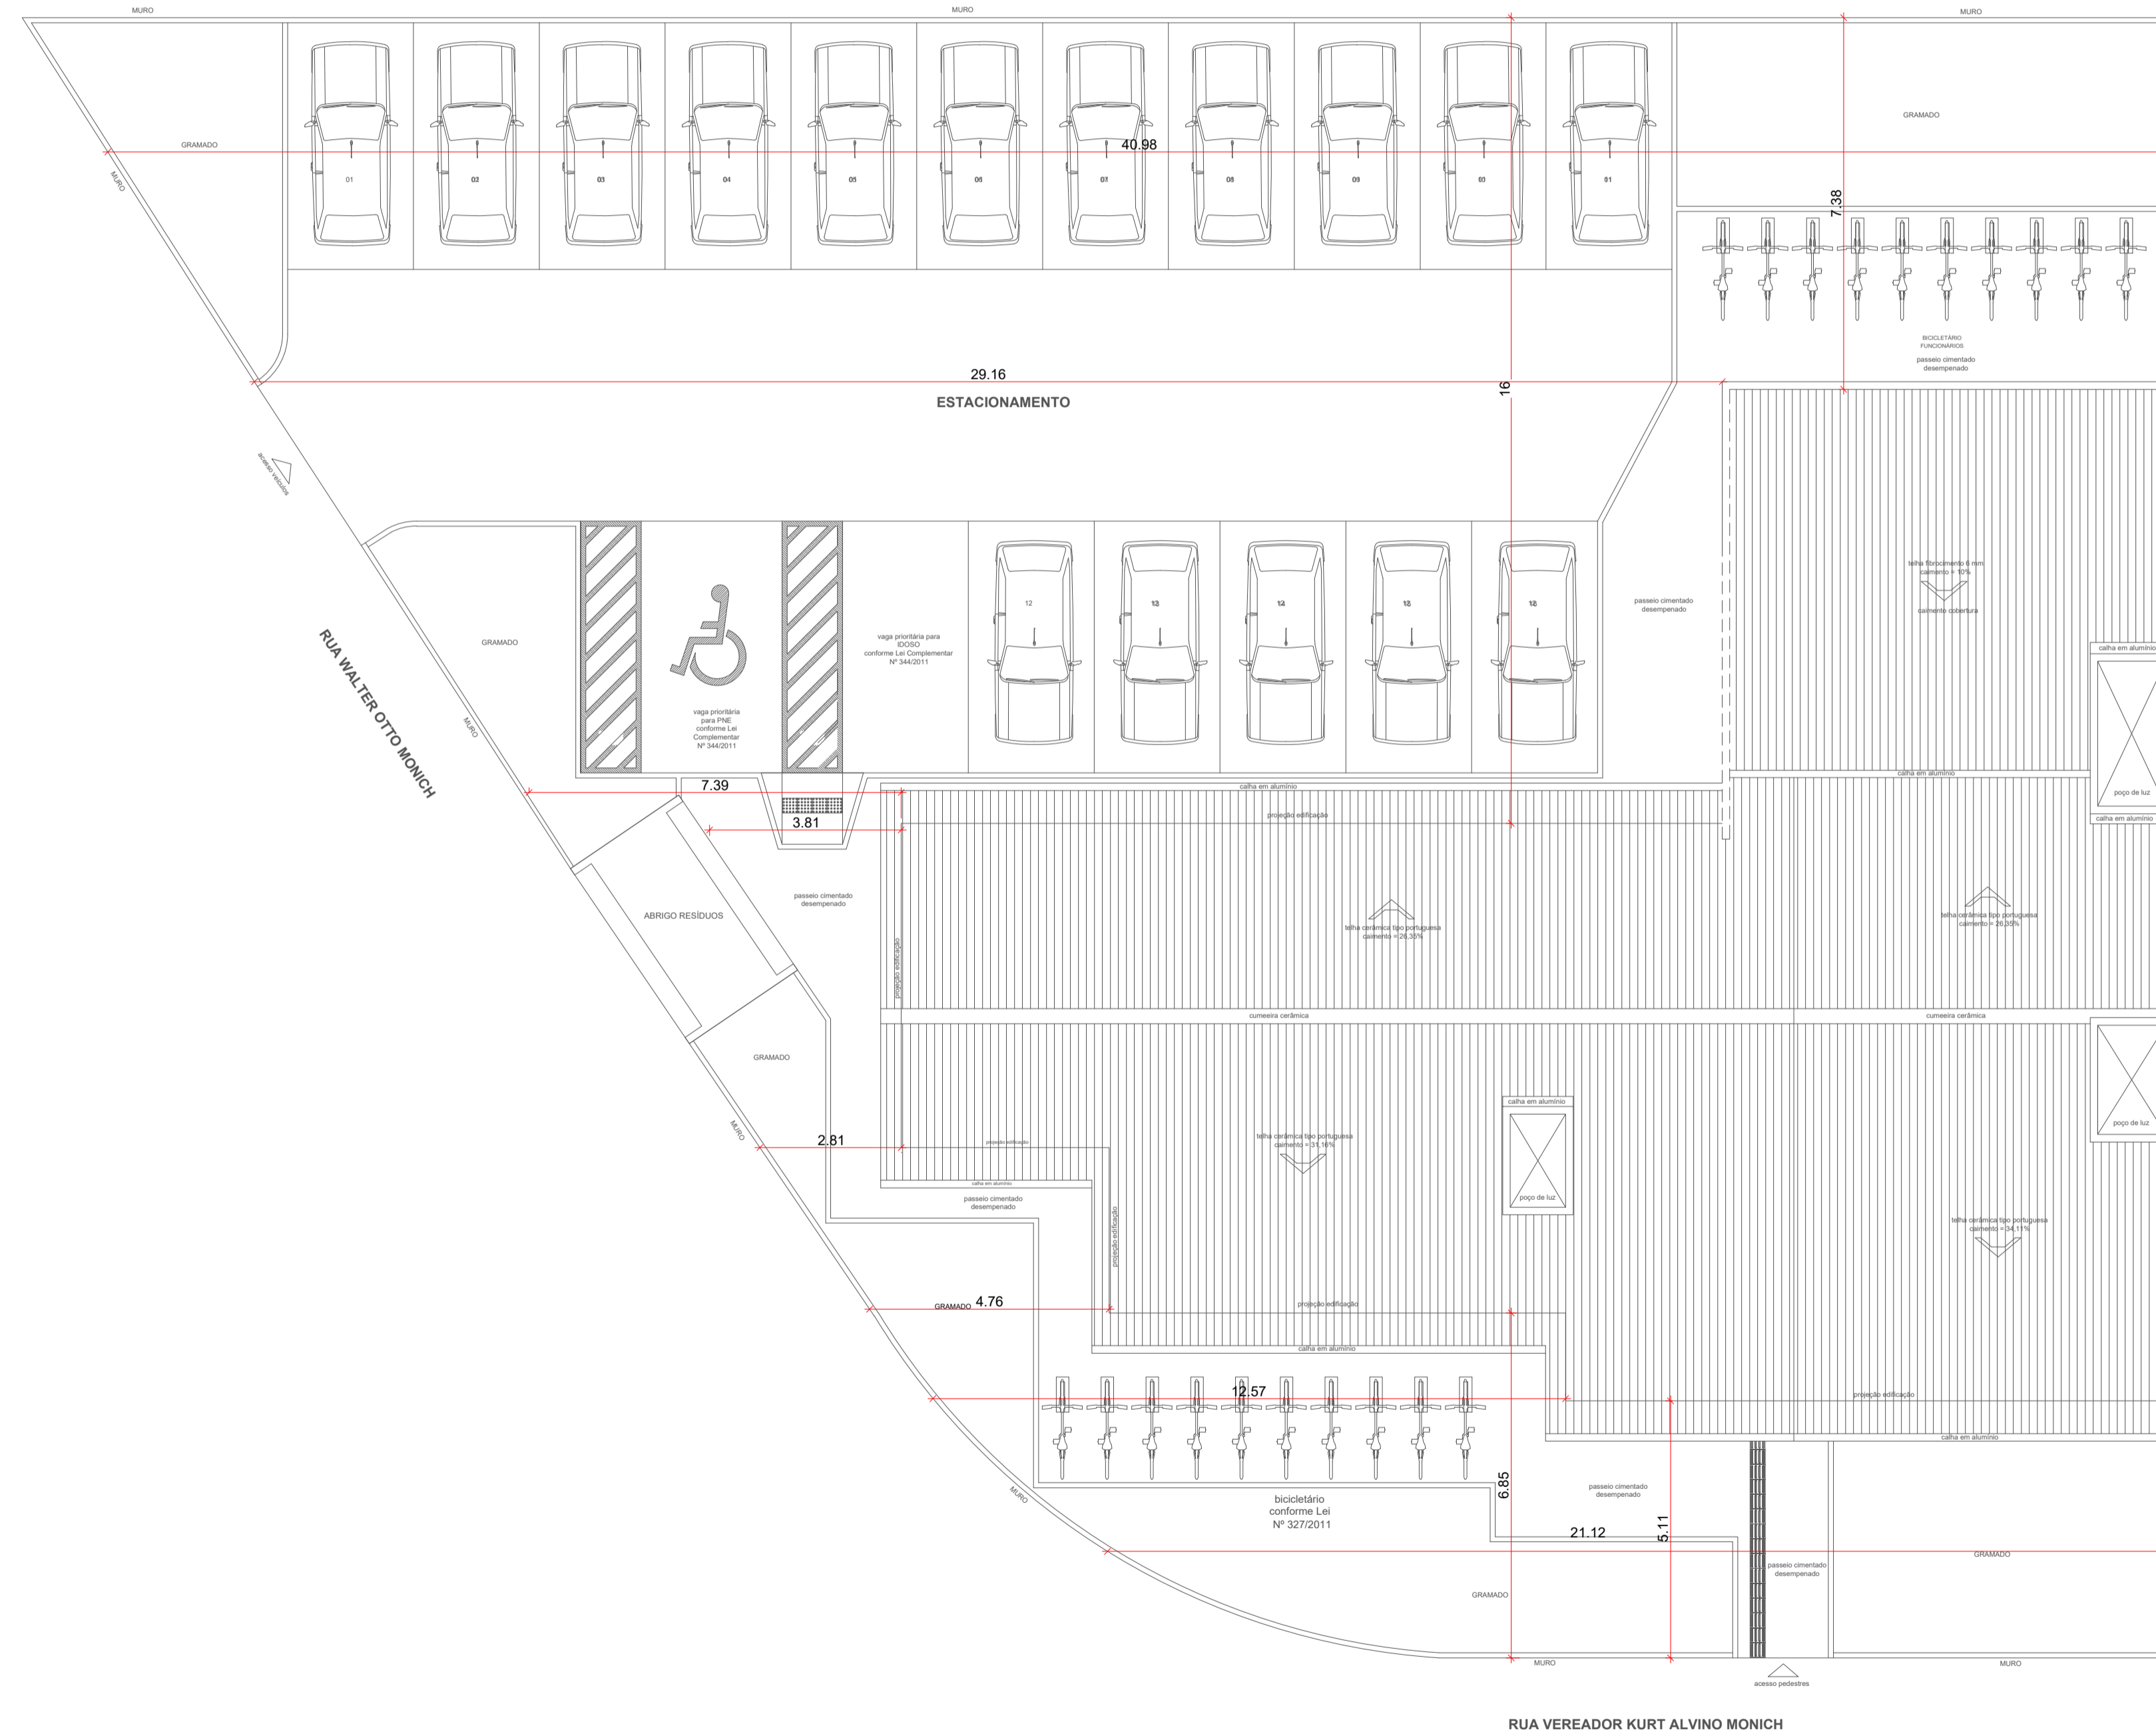 MURO
MURO
MURO
GRAMADO
GRAMADO
MURO
40.98
01
02
03
04
05
06
07
08
7.38
BICICLETÁRIO
FUNCIONÁRIOS
passeio cimentado
desempenado
29.16
16
ESTACIONAMENTO
acesso veículos
telha fibrocimento 6 mm
caimento = 10%
caimento cobertura
12
passeio cimentado
desempenado
GRAMADO
vaga prioritária para
IDOSO
conforme Lei Complementar
Nº 344/2011
calha em alumínio
RUA WALTER OTTO MONICH
MURO
vaga prioritária
para PNE
conforme Lei
Complementar
Nº 344/2011
calha em alumínio
7.39
calha em alumínio
poço de luz
3.81
projeção edificação
calha em alumínio
passeio cimentado
desempenado
ABRIGO RESÍDUOS
telha cerâmica tipo portuguesa
caimento = 26,35%
telha cerâmica tipo portuguesa
caimento = 26,35%
projeção edificação
cumeeira cerâmica
cumeeira cerâmica
GRAMADO
calha em alumínio
MURO
2.81
projeção edificação
telha cerâmica tipo portuguesa
caimento = 31,16%
poço de luz
calha em alumínio
passeio cimentado
desempenado
poço de luz
projeção edificação
telha cerâmica tipo portuguesa
caimento = 34,11%
GRAMADO
4.76
projeção edificação
calha em alumínio
12.57
projeção edificação
calha em alumínio
MURO
6.85
passeio cimentado
desempenado
bicicletário
conforme Lei
Nº 327/2011
21.12
5.11
GRAMADO
passeio cimentado
desempenado
GRAMADO
MURO
MURO
acesso pedestres
RUA VEREADOR KURT ALVINO MONICH